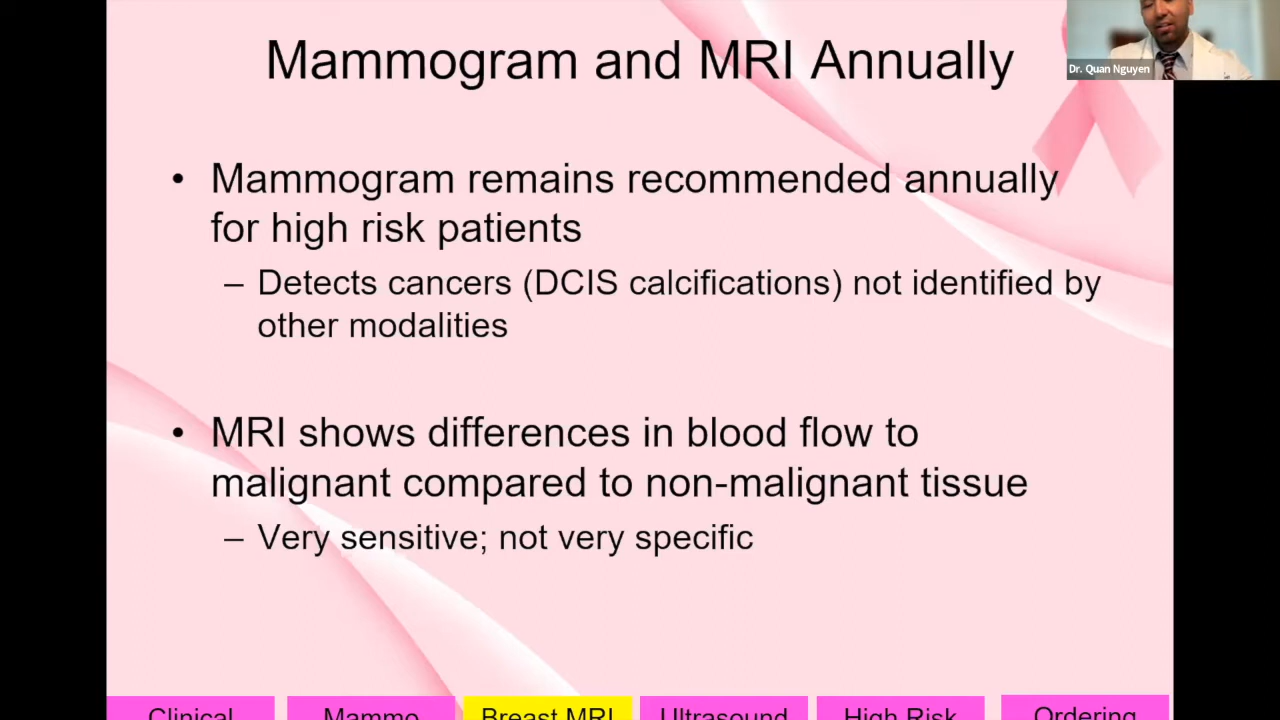 Mammogram and MRI Annually
Dr. Quan Nguyen
• Mammogram remains recommended annually
for high risk patients
– Detects cancers (DCIS calcifications) not identified by
other modalities
• MRI shows differences in blood flow to
malignant compared to non-malignant tissue
– Very sensitive; not very specific
Clinical Mammo Breast MRI Ultrasound High Risk Ordering